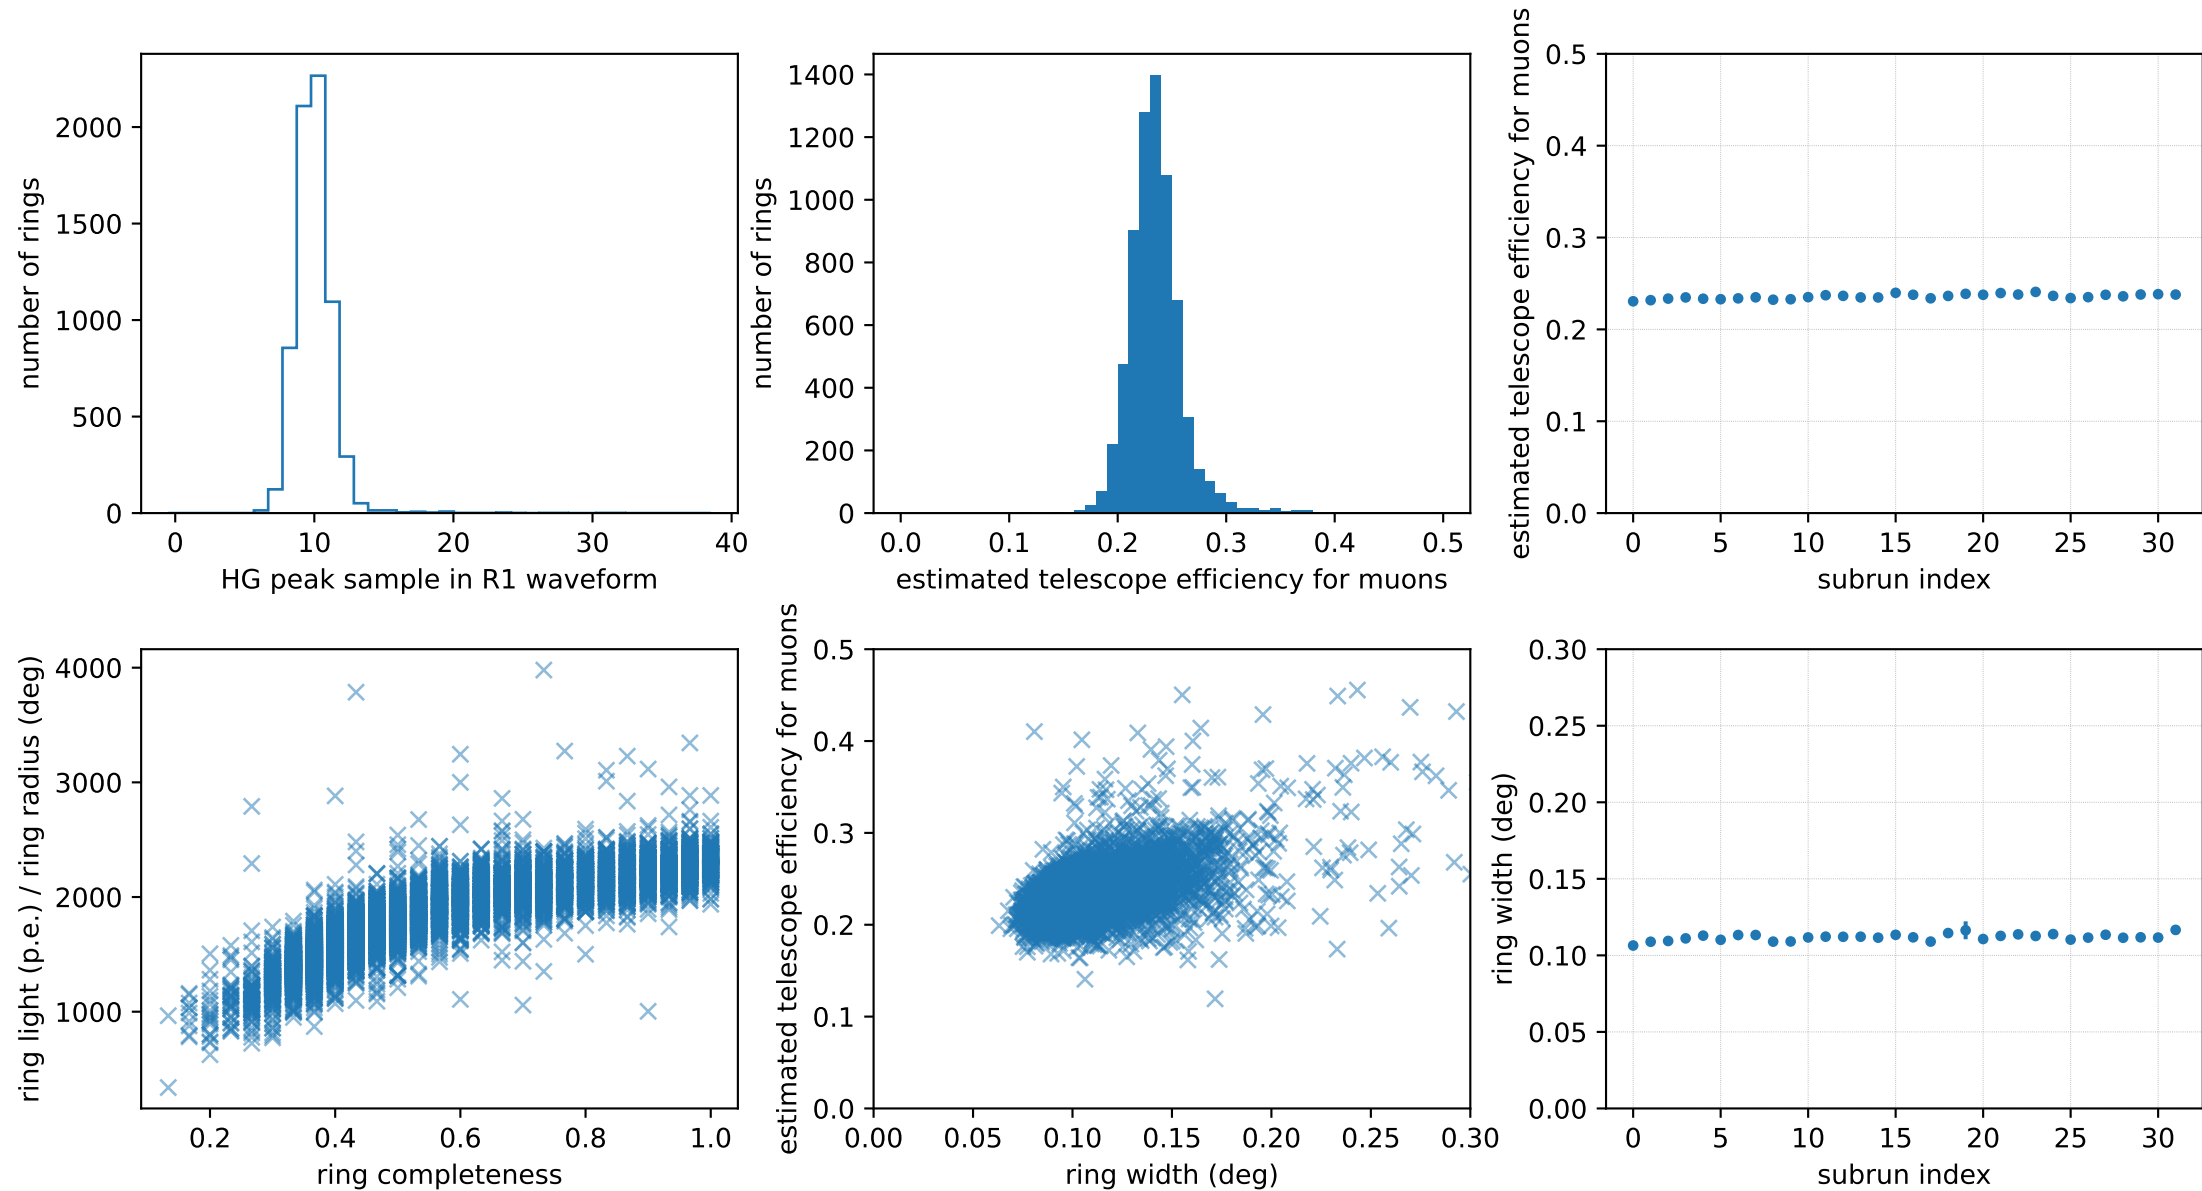 number of rings
2000
1500
1000
500
0
0 10 20 30 40
HG peak sample in R1 waveform
number of rings
1400
1200
1000
800
600
400
200
0
0.0 0.1 0.2 0.3 0.4 0.5
estimated telescope efficiency for muons
estimated telescope efficiency for muons
0.5
0.4
0.3
0.2
0.1
0.0
0 5 10 15 20 25 30
subrun index
ring light (p.e.) / ring radius (deg)
4000
3000
2000
1000
0.2 0.4 0.6 0.8 1.0
ring completeness
estimated telescope efficiency for muons
0.5
0.4
0.3
0.2
0.1
0.0
0.00 0.05 0.10 0.15 0.20 0.25 0.30
ring width (deg)
ring width (deg)
0.30
0.25
0.20
0.15
0.10
0.05
0.00
0 5 10 15 20 25 30
subrun index